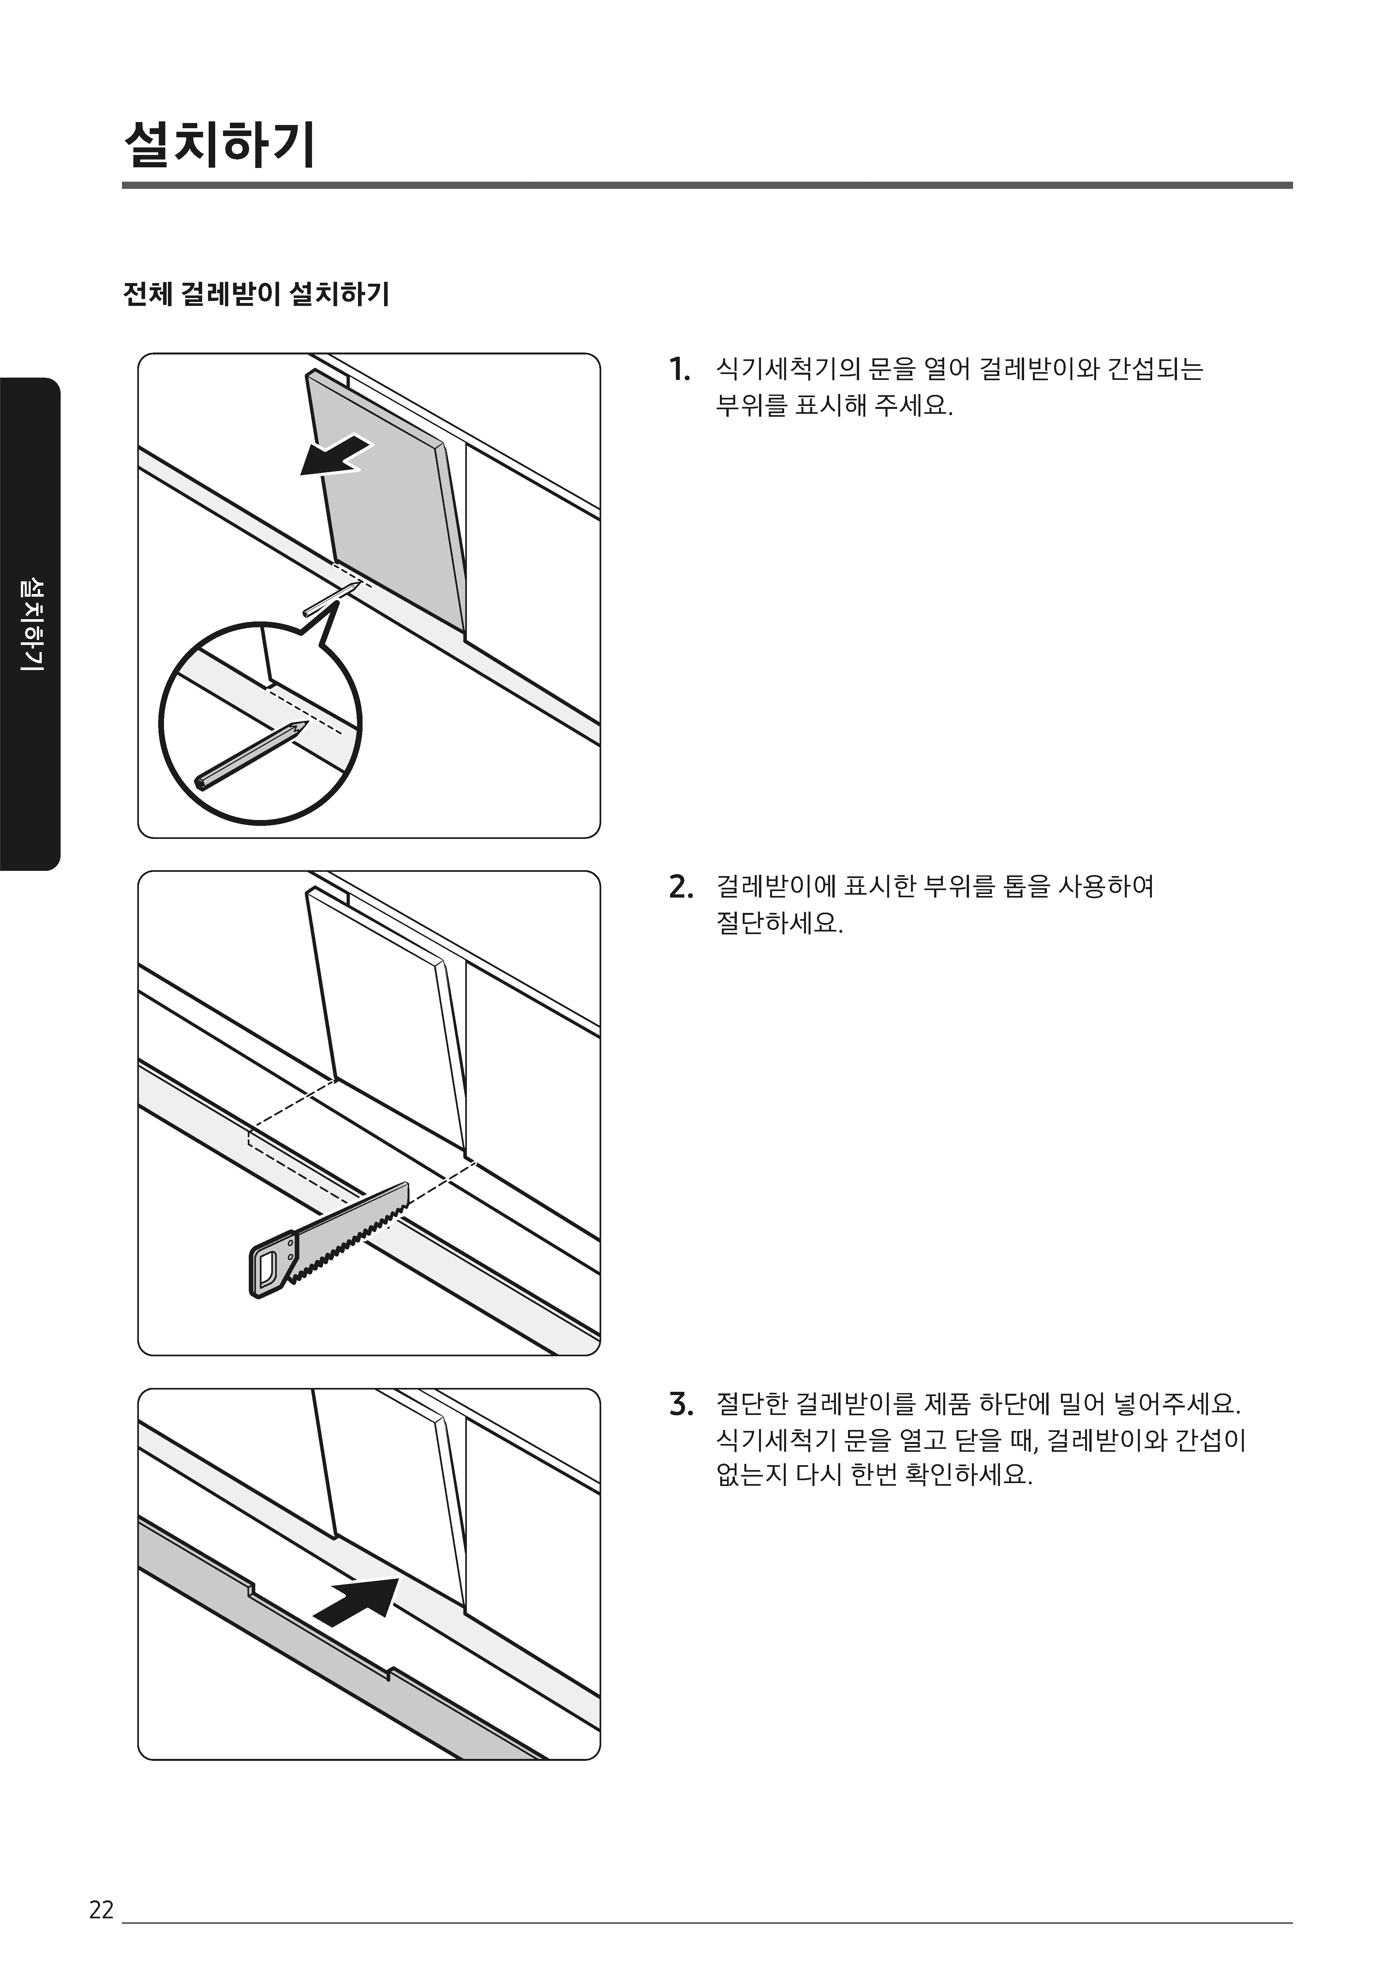 설치하기
전체 걸레받이 설치하기
설치하기
1. 식기세척기의 문을 열어 걸레받이와 간섭되는
부위를 표시해 주세요.
2. 걸레받이에 표시한 부위를 톱을 사용하여
절단하세요.
3. 절단한 걸레받이를 제품 하단에 밀어 넣어주세요.
식기세척기 문을 열고 닫을 때, 걸레받이와 간섭이
없는지 다시 한번 확인하세요.
22